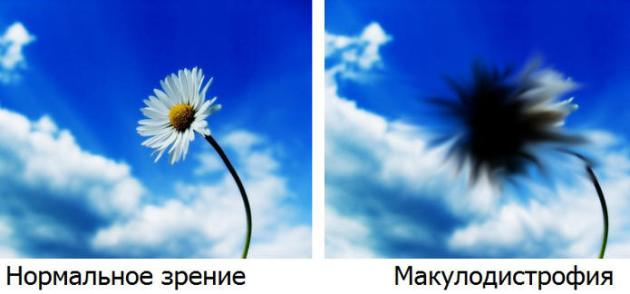 Нормальное зрение
Макулодистрофия